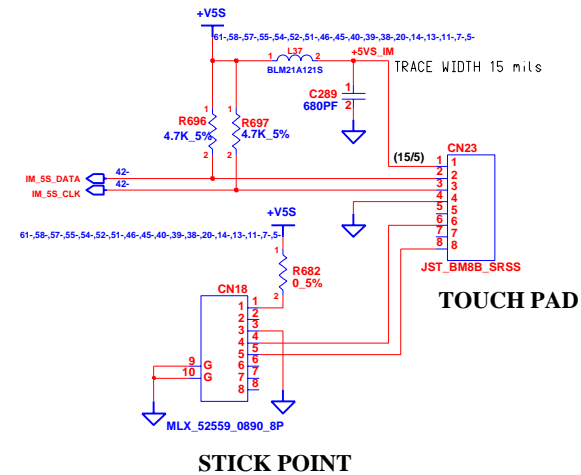 +V5S
61-,58-,57-,55-,54-,52-,51-,46-,45-,40-,39-,38-,20-,14-,13-,11-,7-,5-
L37
1 2
+5VS_IM
BLM21A121S
TRACE WIDTH 15 mils
C289
680PF
1
2
R696
4.7K_5%
1
2
R697
4.7K_5%
1
2
CN23
(15/5)
1 1
2 2
3 3
4 4
5 5
6 6
7 7
8 8
JST_BM8B_SRSS
IM_5S_DATA 42-
IM_5S_CLK 42-
TOUCH PAD
+V5S
61-,58-,57-,55-,54-,52-,51-,46-,45-,40-,39-,38-,20-,14-,13-,11-,7-,5-
1
R682
0_5%
2
CN18
1 1
2 2
3 3
4 4
5 5
6 6
7 7
8 8
9 G
10 G
MLX_52559_0890_8P
STICK POINT